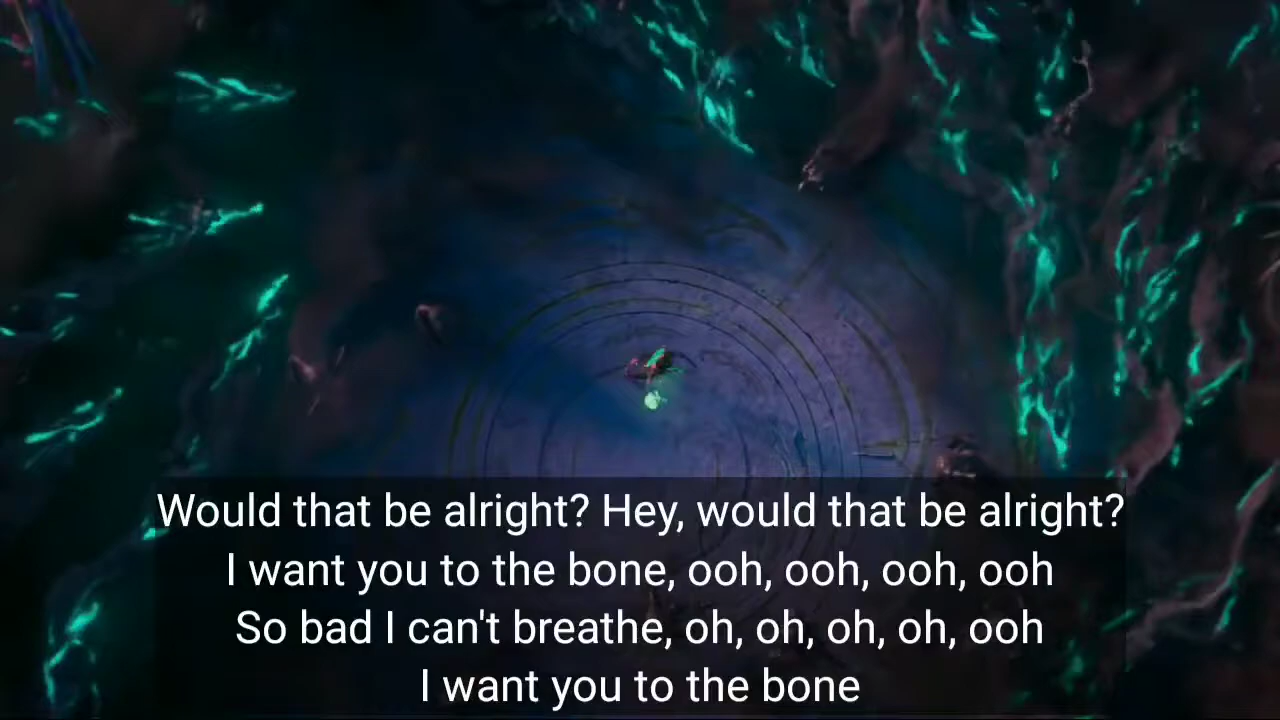 Would that be alright? Hey, would that be alright?
I want you to the bone, ooh, ooh, ooh, ooh
So bad I can't breathe, oh, oh, oh, oh, ooh
I want you to the bone